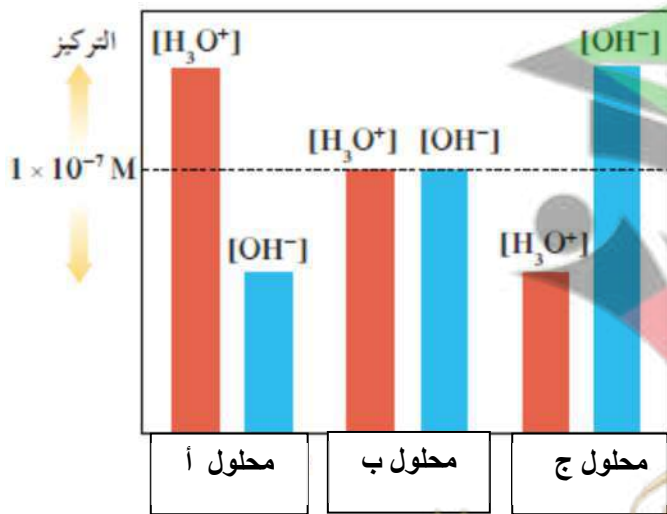 التركيز
[H₃O⁺]
[OH⁻]
[H₃O⁺] [OH⁻]
1 × 10⁻⁷ M
[OH⁻]
[H₃O⁺]
محلول أ
محلول ب
محلول ج